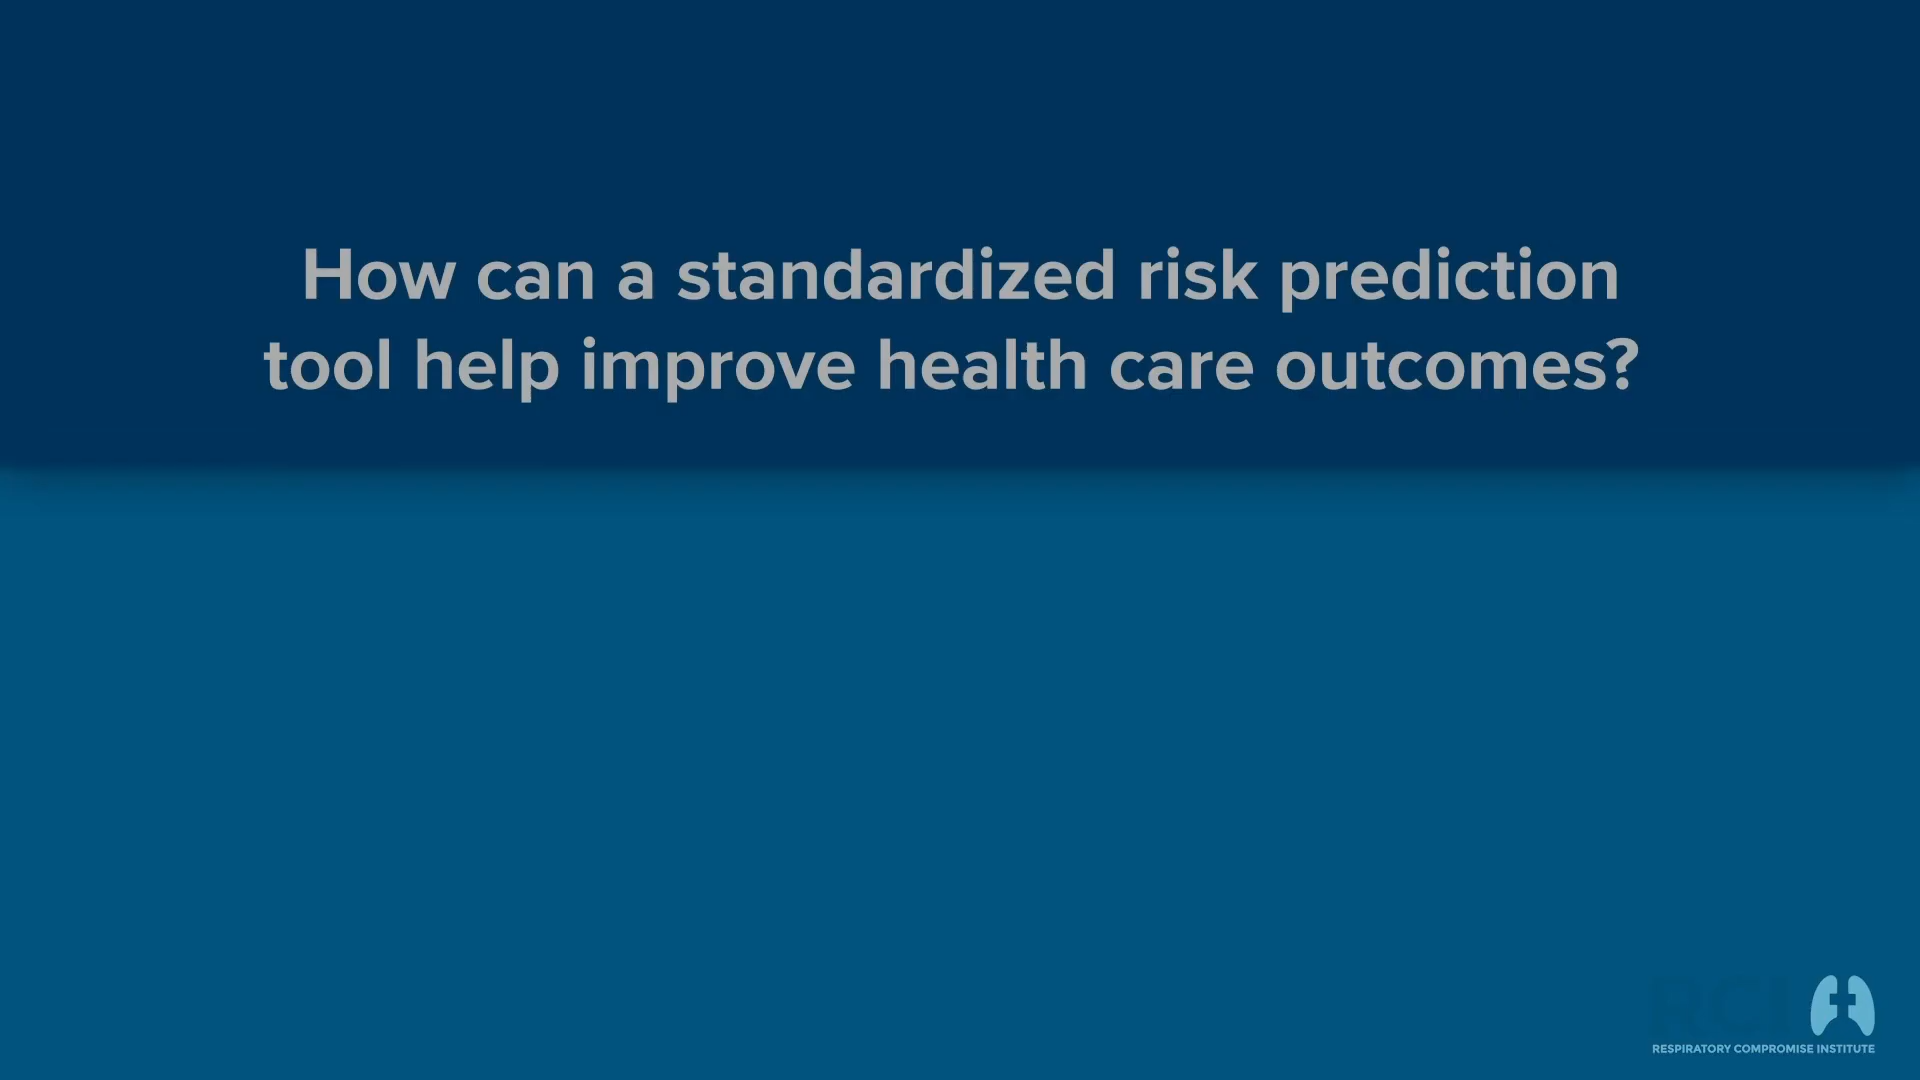 How can a standardized risk prediction
tool help improve health care outcomes?
RESPIRATORY COMPROMISE INSTITUTE